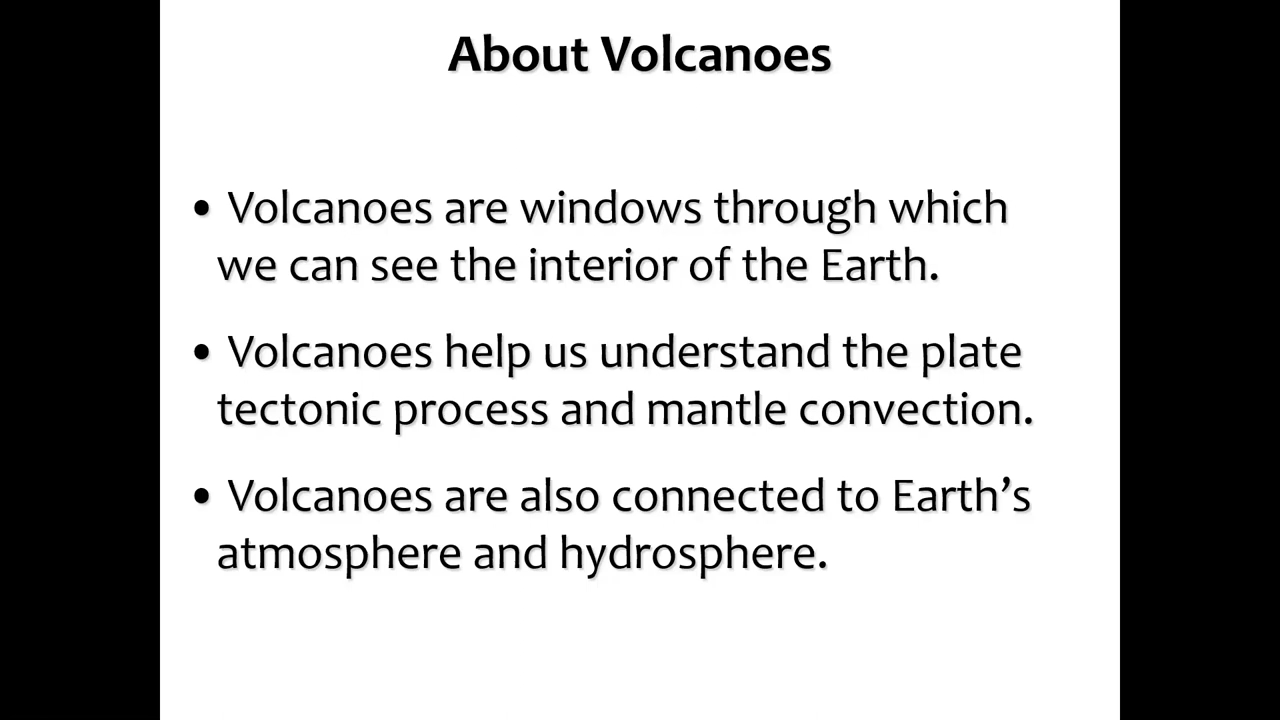 About Volcanoes
• Volcanoes are windows through which
we can see the interior of the Earth.
• Volcanoes help us understand the plate
tectonic process and mantle convection.
• Volcanoes are also connected to Earth’s
atmosphere and hydrosphere.